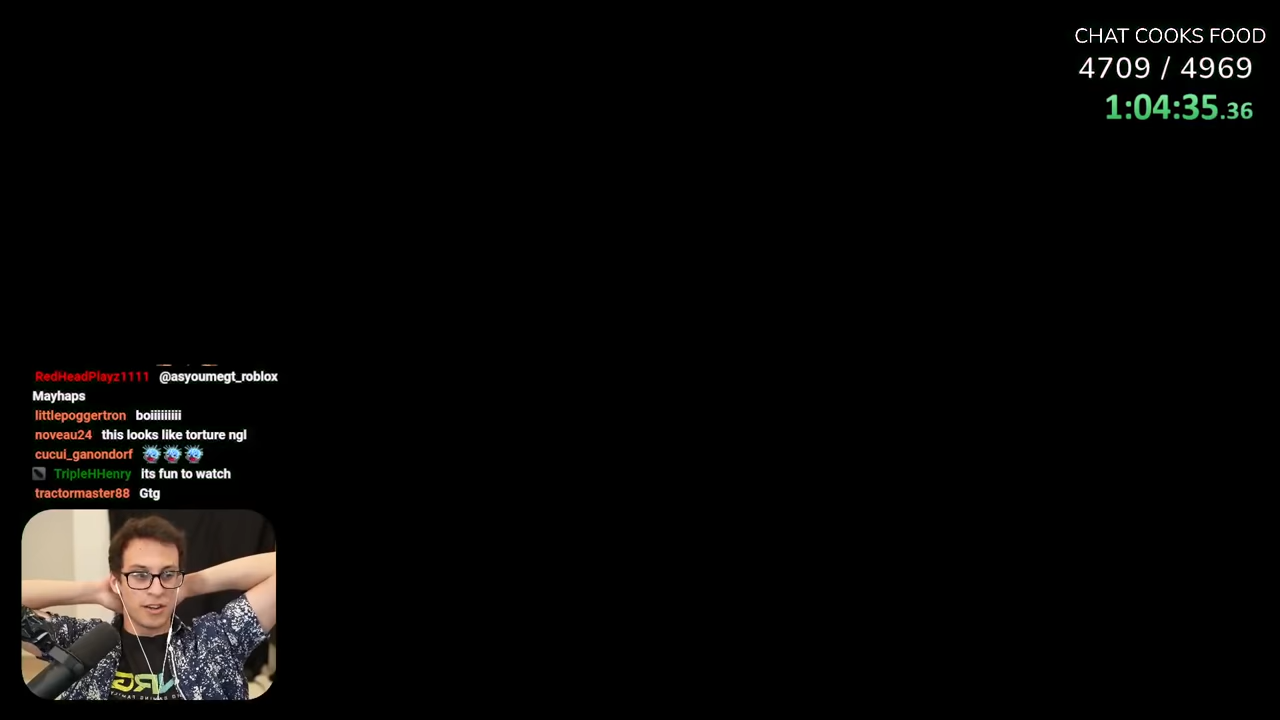 CHAT COOKS FOOD
4709 / 4969
1:04:35.36
RedHeadPlayz1111 @asyoumegt_roblox
Mayhaps
littlepoggertron boiiiiiiiii
noveau24 this looks like torture ngl
cucui_ganondorf
TripleHHenry its fun to watch
tractormaster88 Gtg